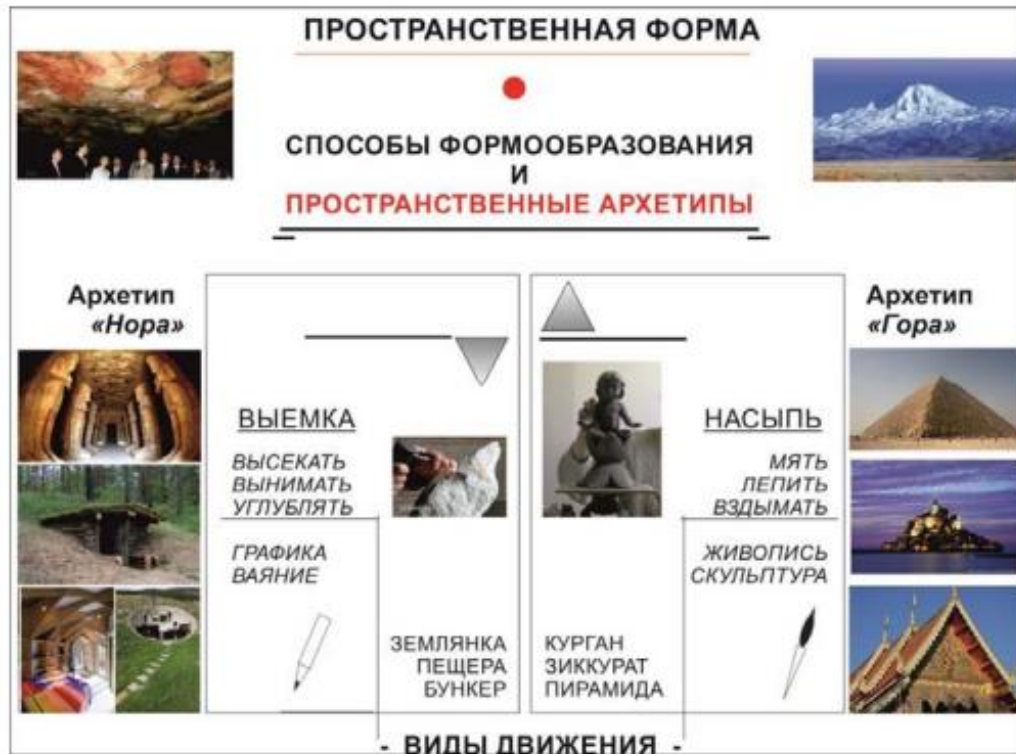 ПРОСТРАНСТВЕННАЯ ФОРМА
СПОСОБЫ ФОРМООБРАЗОВАНИЯ
И
ПРОСТРАНСТВЕННЫЕ АРХЕТИПЫ
Архетип
«Нора»
ВЫЕМКА
ВЫСЕКАТЬ
ВЫНИМАТЬ
УГЛУБЛЯТЬ
ГРАФИКА
ВАЯНИЕ
ЗЕМЛЯНКА
ПЕЩЕРА
БУНКЕР
Архетип
«Гора»
НАСЫПЬ
МЯТЬ
ЛЕПИТЬ
ВЗДЫМАТЬ
ЖИВОПИСЬ
СКУЛЬПТУРА
КУРГАН
ЗИККУРАТ
ПИРАМИДА
- ВИДЫ ДВИЖЕНИЯ -